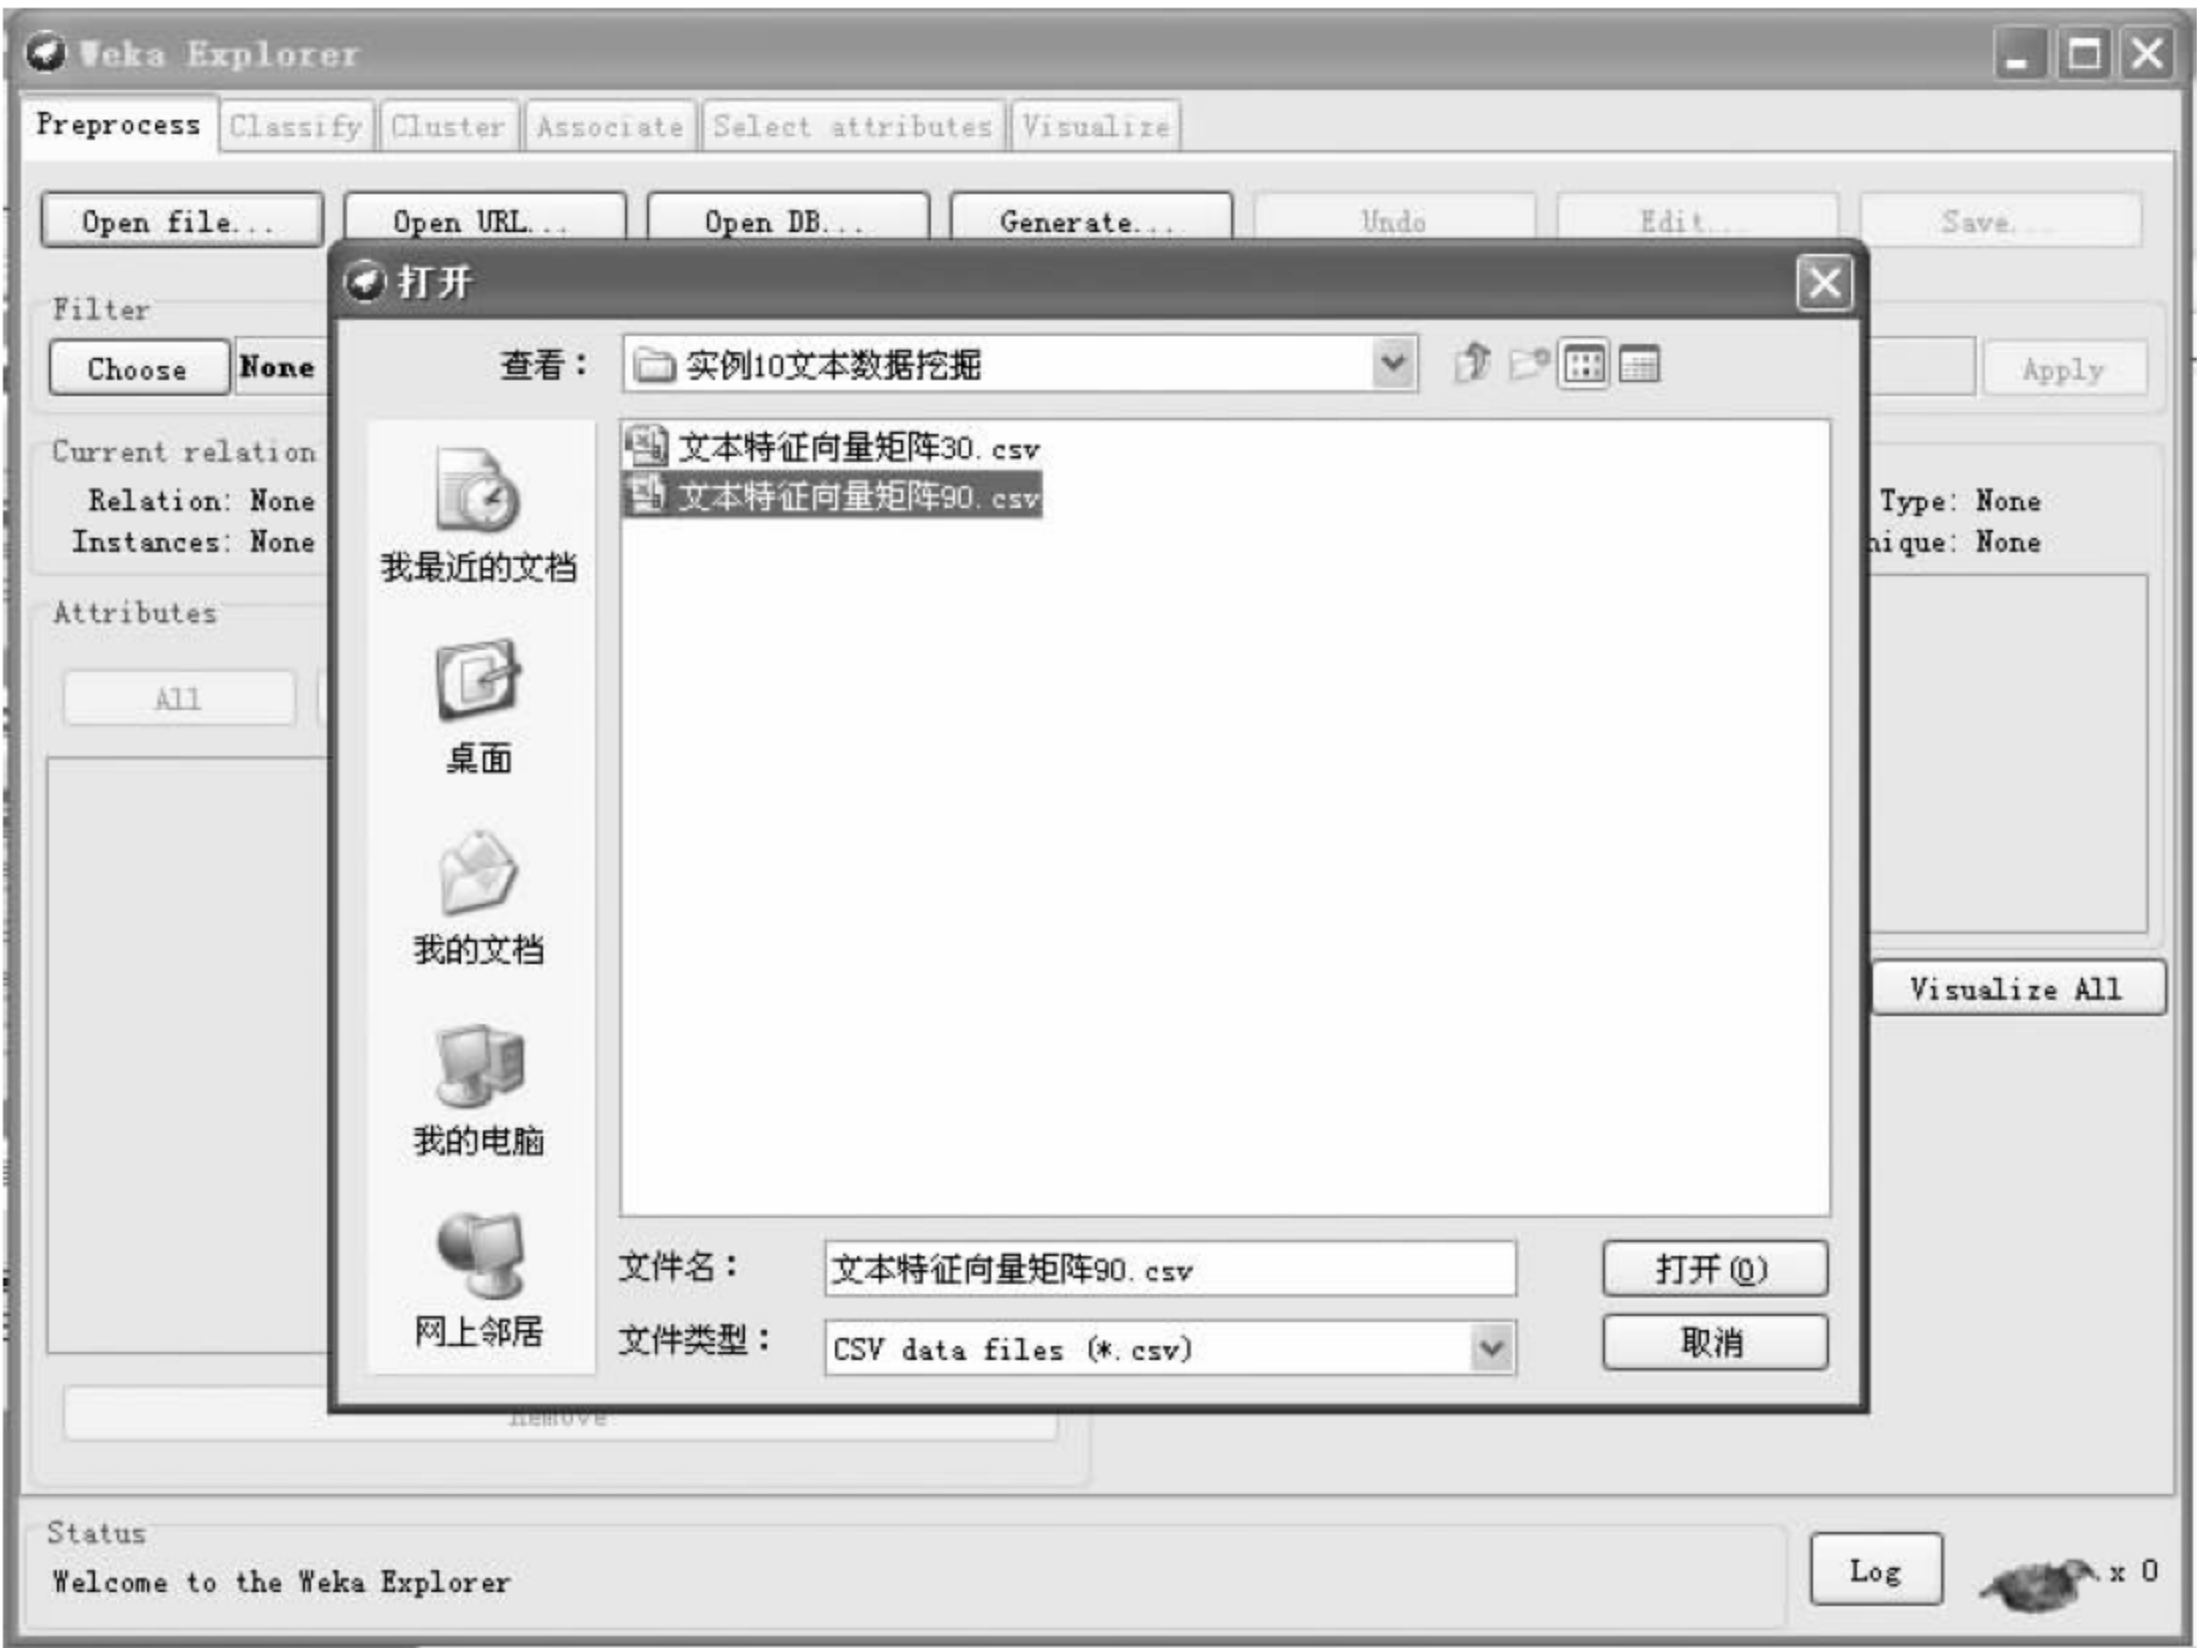 Weka Explorer
Preprocess Classify Cluster Associate Select attributes Visualize
Open file... Open URL... Open DB... Generate... Undo Edit... Save...
Filter
Choose None Apply
Current relation
Relation: None
Instances: None
Type: None
nique: None
Attributes
All
Visualize All
Remove
打开
查看：
实例10文本数据挖掘
文本特征向量矩阵30.csv
文本特征向量矩阵90.csv
我最近的文档
桌面
我的文档
我的电脑
网上邻居
文件名： 文本特征向量矩阵90.csv 打开(O)
文件类型： CSV data files (*.csv) 取消
Status
Welcome to the Weka Explorer
Log x 0